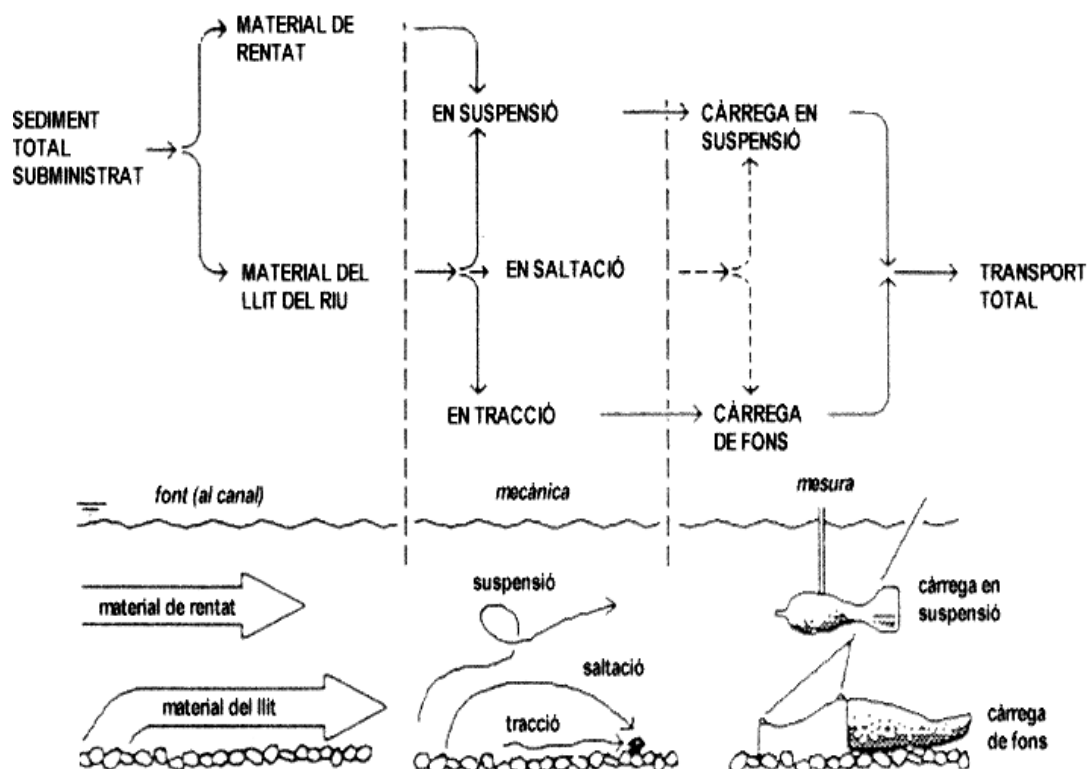 MATERIAL DE
RENTAT
SEDIMENT
TOTAL
SUBMINISTRAT
EN SUSPENSIÓ
CÀRREGA EN
SUSPENSIÓ
MATERIAL DEL
LLIT DEL RIU
EN SALTACIÓ
TRANSPORT
TOTAL
EN TRACCIÓ
CÀRREGA
DE FONS
font (al canal)
mecànica
mesura
material de rentat
suspensió
càrrega en
suspensió
saltació
material del llit
tracció
càrrega
de fons